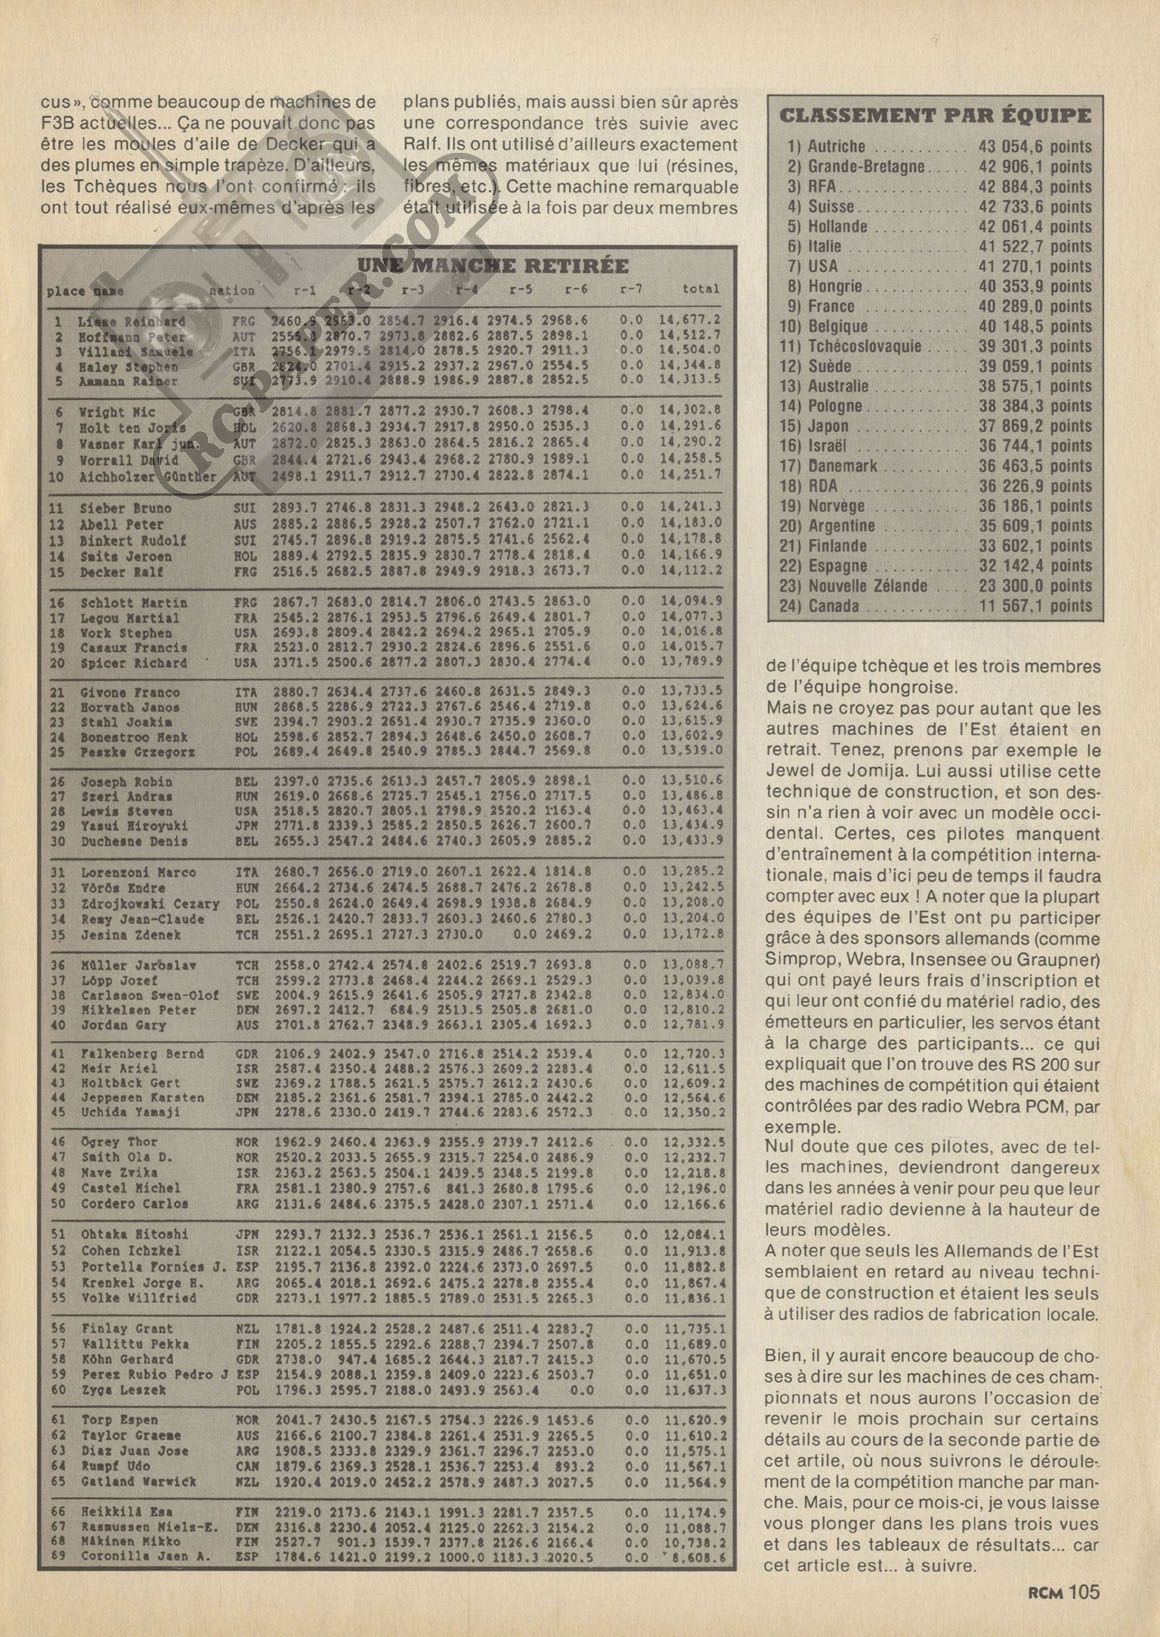 cus», comme beaucoup de machines de
F3B actuelles... Ça ne pouvait donc pas
être les moules d'aile de Decker qui a
des plumes en simple trapèze. D'ailleurs,
les Tchèques nous l'ont confirmé : ils
ont tout réalisé eux-mêmes d'après les
plans publiés, mais aussi bien sûr après
une correspondance très suivie avec
Ralf. Ils ont utilisé d'ailleurs exactement
les mêmes matériaux que lui (résines,
fibres, etc.). Cette machine remarquable
était utilisée à la fois par deux membres
UNE MANCHE RETIRÉE
place name nation r-1 r-2 r-3 r-4 r-5 r-6 r-7 total
1 Liese Reinhard FRG 2460.9 2963.0 2854.7 2916.4 2974.5 2968.6 0.0 14,677.2
2 Hoffmann Peter AUT 2555.3 2870.7 2973.8 2882.6 2887.5 2898.1 0.0 14,512.7
3 Villani Samuele ITA 2756.1 2979.5 2814.0 2878.5 2920.7 2911.3 0.0 14,504.0
4 Haley Stephen GBR 2824.0 2701.4 2915.2 2937.2 2967.0 2554.5 0.0 14,344.8
5 Ammann Rainer SUI 2773.9 2910.4 2888.9 1986.9 2887.8 2852.5 0.0 14,313.5
6 Wright Nic GBR 2814.8 2881.7 2877.2 2930.7 2608.3 2798.4 0.0 14,302.8
7 Holt ten Joris HOL 2620.8 2868.3 2934.7 2917.8 2950.0 2535.3 0.0 14,291.6
8 Wasner Karl jun. AUT 2872.0 2825.3 2863.0 2864.5 2816.2 2865.4 0.0 14,290.2
9 Worrall David GBR 2844.4 2721.6 2943.4 2968.2 2780.9 1989.1 0.0 14,258.5
10 Aichholzer Günther AUT 2498.1 2911.7 2912.7 2730.4 2822.8 2874.1 0.0 14,251.7
11 Sieber Bruno SUI 2893.7 2746.8 2831.3 2948.2 2643.0 2821.3 0.0 14,241.3
12 Abell Peter AUS 2885.2 2886.5 2928.2 2507.7 2762.0 2721.1 0.0 14,183.0
13 Binkert Rudolf SUI 2745.7 2896.8 2919.2 2875.5 2741.6 2562.4 0.0 14,178.8
14 Smits Jeroen HOL 2889.4 2792.5 2835.9 2830.7 2778.4 2818.4 0.0 14,166.9
15 Decker Ralf FRG 2516.5 2682.5 2887.8 2949.9 2918.3 2673.7 0.0 14,112.2
16 Schlott Martin FRG 2867.7 2683.0 2814.7 2806.0 2743.5 2863.0 0.0 14,094.9
17 Legou Martial FRA 2545.2 2876.1 2953.5 2796.6 2649.4 2801.7 0.0 14,077.3
18 Work Stephen USA 2693.8 2809.4 2842.2 2694.2 2965.1 2705.9 0.0 14,016.8
19 Casaux Francis FRA 2523.0 2812.7 2930.2 2824.6 2896.6 2551.6 0.0 14,015.7
20 Spicer Richard USA 2371.5 2500.6 2877.2 2807.3 2830.4 2774.4 0.0 13,789.9
21 Givone Franco ITA 2880.7 2634.4 2737.6 2460.8 2631.5 2849.3 0.0 13,733.5
22 Horvath Janos HUN 2868.5 2286.9 2722.3 2767.6 2546.4 2719.8 0.0 13,624.6
23 Stahl Joakim SWE 2394.7 2903.2 2651.4 2930.7 2735.9 2360.0 0.0 13,615.9
24 Bonestroo Henk HOL 2598.6 2852.7 2894.3 2648.6 2450.0 2608.7 0.0 13,602.9
25 Peszke Grzegorz POL 2689.4 2649.8 2540.9 2785.3 2844.7 2569.8 0.0 13,539.0
26 Joseph Robin BEL 2397.0 2735.6 2613.3 2457.7 2805.9 2898.1 0.0 13,510.6
27 Szeri Andras HUN 2619.0 2668.6 2725.7 2545.1 2756.0 2717.5 0.0 13,486.8
28 Lewis Steven USA 2518.5 2820.7 2805.1 2798.9 2520.2 1163.4 0.0 13,463.4
29 Yasui Hiroyuki JPN 2771.8 2339.3 2585.2 2850.5 2626.7 2600.7 0.0 13,434.9
30 Duchesne Denis BEL 2655.3 2547.2 2484.6 2740.3 2605.9 2885.2 0.0 13,433.9
31 Lorenzoni Marco ITA 2680.7 2656.0 2719.0 2607.1 2622.4 1814.8 0.0 13,285.2
32 Vörös Endre HUN 2664.2 2734.6 2474.5 2688.7 2476.2 2678.8 0.0 13,242.5
33 Zdrojkowski Cezary POL 2550.8 2624.0 2649.4 2698.9 1938.8 2684.9 0.0 13,208.0
34 Remy Jean-Claude BEL 2526.1 2420.7 2833.7 2603.3 2460.6 2780.3 0.0 13,204.0
35 Jesina Zdenek TCH 2551.2 2695.1 2727.3 2730.0 0.0 2469.2 0.0 13,172.8
36 Müller Jaroslav TCH 2558.0 2742.4 2574.8 2402.6 2519.7 2693.8 0.0 13,088.7
37 Löpp Jozef TCH 2599.2 2773.8 2468.4 2244.2 2669.1 2529.3 0.0 13,039.8
38 Carlsson Swen-Olof SWE 2004.9 2615.9 2641.6 2505.9 2727.8 2342.8 0.0 12,834.0
39 Mikkelsen Peter DEN 2697.2 2412.7 684.9 2513.5 2505.8 2681.0 0.0 12,810.2
40 Jordan Gary AUS 2701.8 2762.7 2348.9 2663.1 2305.4 1692.3 0.0 12,781.9
41 Falkenberg Bernd GDR 2106.9 2402.9 2547.0 2716.8 2514.2 2539.4 0.0 12,720.3
42 Meir Ariel ISR 2587.4 2350.4 2488.2 2576.3 2609.2 2283.4 0.0 12,611.5
43 Holtbäck Gert SWE 2369.2 1788.5 2621.5 2575.7 2612.2 2430.6 0.0 12,609.2
44 Jeppesen Karsten DEN 2185.2 2361.6 2581.7 2394.1 2785.0 2442.2 0.0 12,564.6
45 Uchida Yamaji JPN 2278.6 2330.0 2419.7 2744.6 2283.6 2572.3 0.0 12,350.2
46 Ögrey Thor NOR 1962.9 2460.4 2363.9 2355.9 2739.7 2412.6 0.0 12,332.5
47 Smith Ola D. NOR 2520.2 2033.5 2655.9 2315.7 2254.0 2486.9 0.0 12,232.7
48 Nave Zvika ISR 2363.2 2563.5 2504.1 2439.5 2348.5 2199.8 0.0 12,218.8
49 Castel Michel FRA 2581.1 2380.9 2757.6 841.3 2680.8 1795.6 0.0 12,196.0
50 Cordero Carlos ARG 2131.6 2484.6 2375.5 2428.0 2307.1 2571.4 0.0 12,166.6
51 Ohtaka Hitoshi JPN 2293.7 2132.3 2536.7 2536.1 2561.1 2156.5 0.0 12,084.1
52 Cohen Ichzkel ISR 2122.1 2054.5 2330.5 2315.9 2486.7 2658.6 0.0 11,913.8
53 Portella Fornies J. ESP 2195.7 2136.8 2392.0 2224.6 2373.0 2697.5 0.0 11,882.8
54 Krenkel Jorge H. ARG 2065.4 2018.1 2692.6 2475.2 2278.8 2355.4 0.0 11,867.4
55 Volke Willfried GDR 2273.1 1977.2 1885.5 2789.0 2531.5 2265.3 0.0 11,836.1
56 Finlay Grant NZL 1781.8 1924.2 2528.2 2487.6 2511.4 2283.7 0.0 11,735.1
57 Vallittu Pekka FIN 2205.2 1855.5 2292.6 2288.7 2394.7 2507.8 0.0 11,689.0
58 Köhn Gerhard GDR 2738.0 947.4 1685.2 2644.3 2187.7 2415.3 0.0 11,670.5
59 Perez Rubio Pedro J ESP 2154.9 2088.1 2359.8 2409.0 2223.6 2503.7 0.0 11,651.0
60 Zyga Leszek POL 1796.3 2595.7 2188.0 2493.9 2563.4 0.0 0.0 11,637.3
61 Torp Espen NOR 2041.7 2430.5 2167.5 2754.3 2226.9 1453.6 0.0 11,620.9
62 Taylor Graeme AUS 2166.6 2100.7 2384.8 2261.4 2531.9 2265.5 0.0 11,610.2
63 Diaz Juan Jose ARG 1908.5 2333.8 2329.9 2361.7 2296.7 2253.0 0.0 11,575.1
64 Rumpf Udo CAN 1879.6 2369.3 2528.1 2536.7 2253.4 893.2 0.0 11,567.1
65 Gatland Warwick NZL 1920.4 2019.0 2452.2 2578.9 2487.3 2027.5 0.0 11,564.9
66 Heikkilä Esa FIN 2219.0 2173.6 2143.1 1991.3 2281.7 2357.5 0.0 11,174.9
67 Rasmussen Niels-E. DEN 2316.8 2230.4 2052.4 2125.0 2262.3 2154.2 0.0 11,088.7
68 Mäkinen Mikko FIN 2527.7 901.3 1539.7 2377.8 2126.6 2166.4 0.0 10,738.2
69 Coronilla Jaen A. ESP 1784.6 1421.0 2199.2 1000.0 1183.3 2020.5 0.0 8,608.6
CLASSEMENT PAR ÉQUIPE
1) Autriche ........... 43 054,6 points
2) Grande-Bretagne..... 42 906,1 points
3) RFA............... 42 884,3 points
4) Suisse............. 42 733,6 points
5) Hollande ........... 42 061,4 points
6) Italie .............. 41 522,7 points
7) USA .............. 41 270,1 points
8) Hongrie............ 40 353,9 points
9) France ............ 40 289,0 points
10) Belgique ........... 40 148,5 points
11) Tchécoslovaquie ..... 39 301,3 points
12) Suède ............. 39 059,1 points
13) Australie ........... 38 575,1 points
14) Pologne ............ 38 384,3 points
15) Japon ............. 37 869,2 points
16) Israël ............. 36 744,1 points
17) Danemark .......... 36 463,5 points
18) RDA .............. 36 226,9 points
19) Norvège ........... 36 186,1 points
20) Argentine .......... 35 609,1 points
21) Finlande ........... 33 602,1 points
22) Espagne ........... 32 142,4 points
23) Nouvelle Zélande .... 23 300,0 points
24) Canada ............ 11 567,1 points
de l'équipe tchèque et les trois membres
de l'équipe hongroise.
Mais ne croyez pas pour autant que les
autres machines de l'Est étaient en
retrait. Tenez, prenons par exemple le
Jewel de Jomija. Lui aussi utilise cette
technique de construction, et son des-
sin n'a rien à voir avec un modèle occi-
dental. Certes, ces pilotes manquent
d'entraînement à la compétition interna-
tionale, mais d'ici peu de temps il faudra
compter avec eux ! A noter que la plupart
des équipes de l'Est ont pu participer
grâce à des sponsors allemands (comme
Simprop, Webra, Insensee ou Graupner)
qui ont payé leurs frais d'inscription et
qui leur ont confié du matériel radio, des
émetteurs en particulier, les servos étant
à la charge des participants... ce qui
expliquait que l'on trouve des RS 200 sur
des machines de compétition qui étaient
contrôlées par des radio Webra PCM, par
exemple.
Nul doute que ces pilotes, avec de tel-
les machines, deviendront dangereux
dans les années à venir pour peu que leur
matériel radio devienne à la hauteur de
leurs modèles.
A noter que seuls les Allemands de l'Est
semblaient en retard au niveau techni-
que de construction et étaient les seuls
à utiliser des radios de fabrication locale.
Bien, il y aurait encore beaucoup de cho-
ses à dire sur les machines de ces cham-
pionnats et nous aurons l'occasion de
revenir le mois prochain sur certains
détails au cours de la seconde partie de
cet artile, où nous suivrons le déroule-
ment de la compétition manche par man-
che. Mais, pour ce mois-ci, je vous laisse
vous plonger dans les plans trois vues
et dans les tableaux de résultats... car
cet article est... à suivre.
RCM 105
RC-PAPER.COM